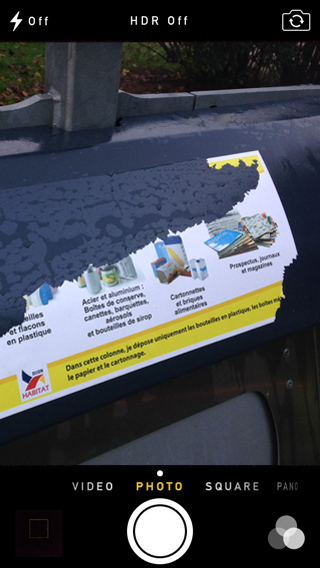 Off
HDR Off
eilles
et flacons
en plastique
Acier et aluminium :
Boîtes de conserve,
canettes, barquettes,
aérosols
et bouteilles de sirop
Cartonnettes
et briques
alimentaires
Prospectus, journaux
et magazines
Dans cette colonne, je dépose uniquement les bouteilles en plastique, les boîtes mé
le papier et le cartonnage.
DIJON
HABITAT
VIDEO PHOTO SQUARE PANO